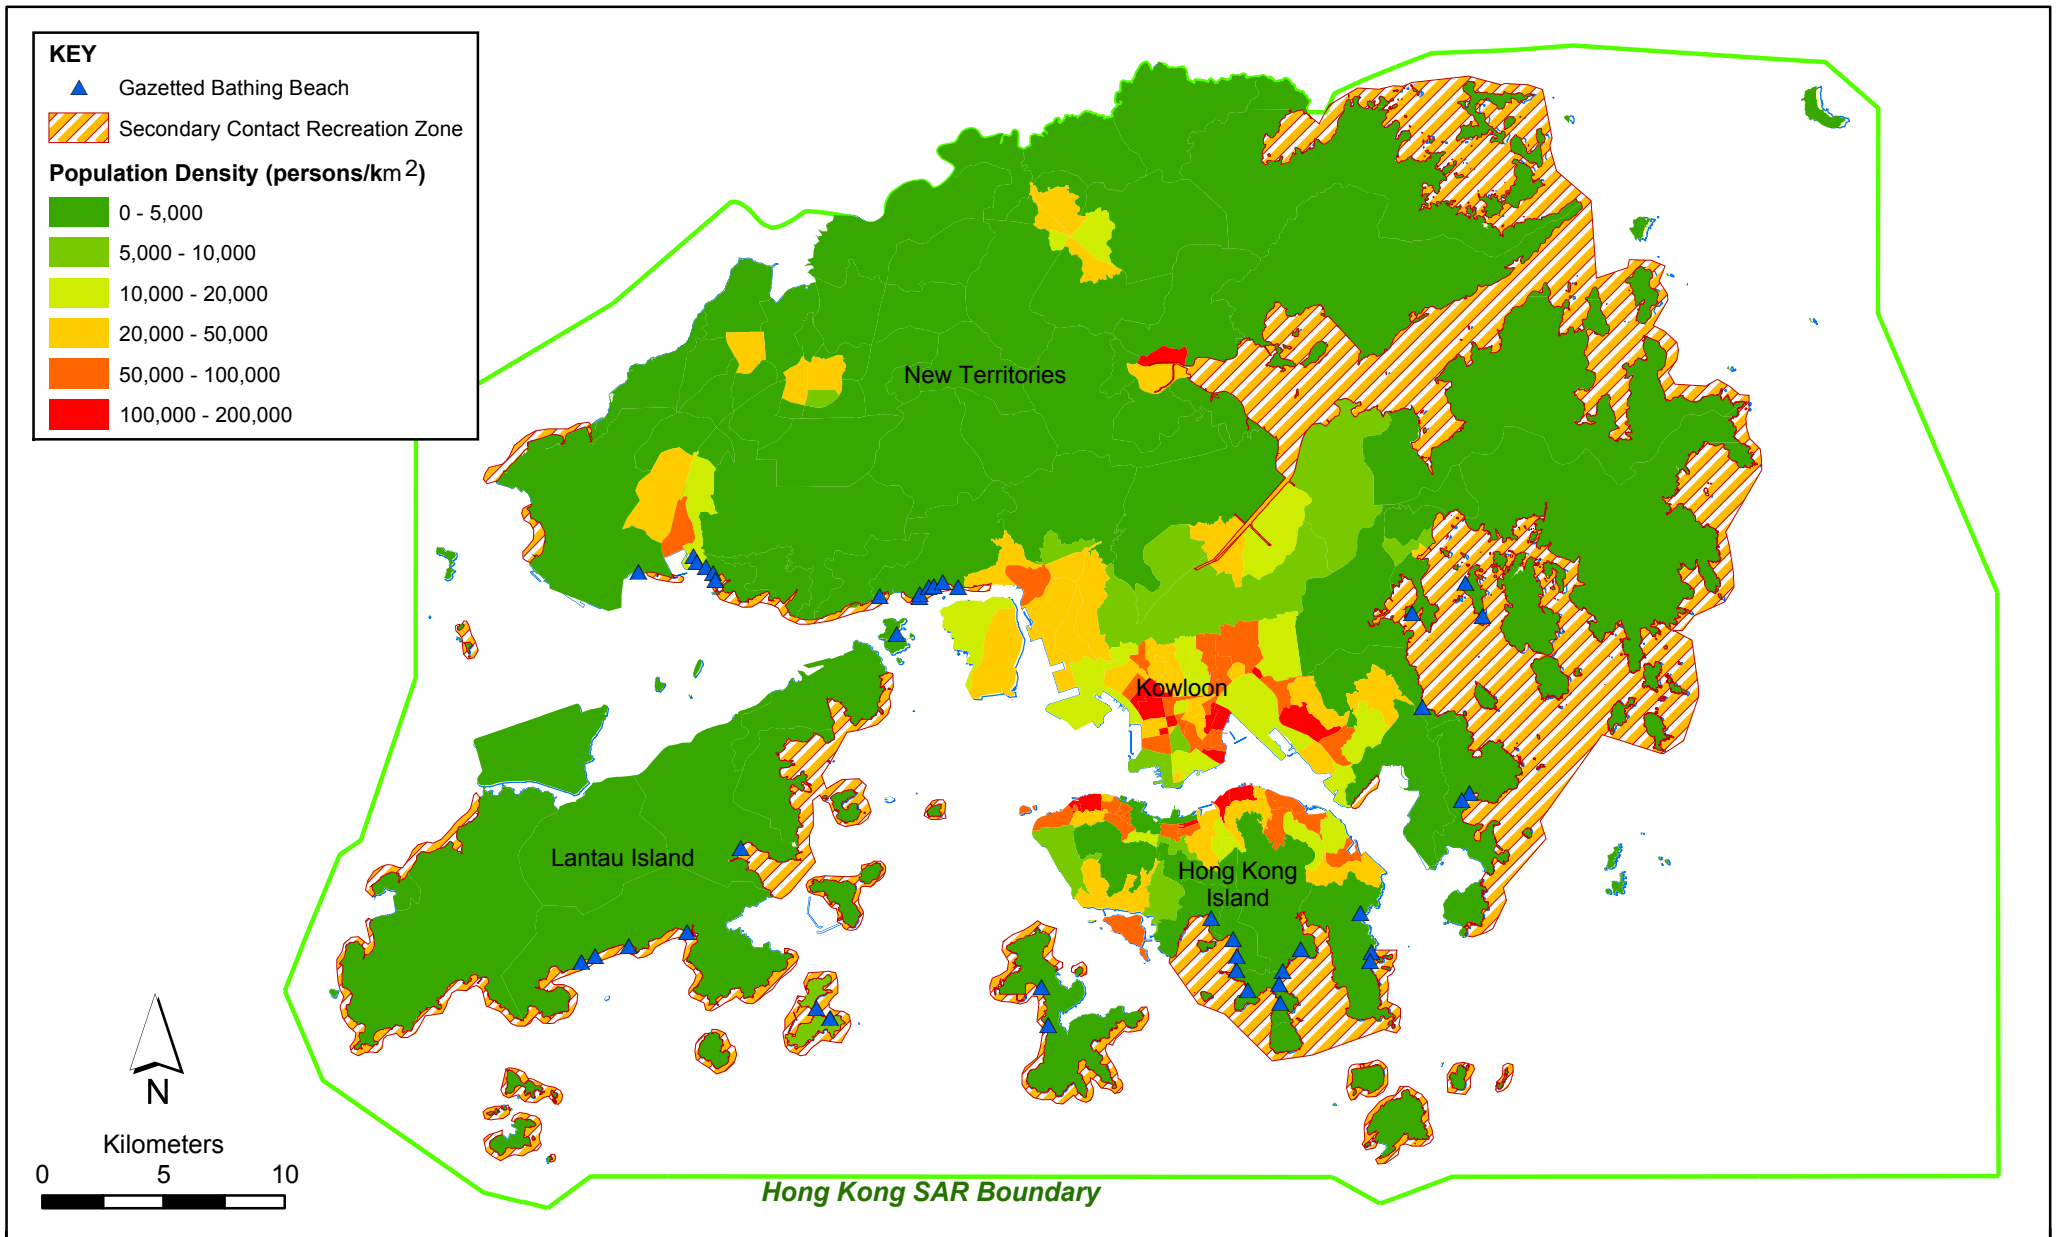 KEY
Gazetted Bathing Beach
Secondary Contact Recreation Zone
Population Density (persons/km2)
0 - 5,000
5,000 - 10,000
10,000 - 20,000
20,000 - 50,000
50,000 - 100,000
100,000 - 200,000
New Territories
Kowloon
Lantau Island
Hong Kong
Island
N
Kilometers
0 5 10
Hong Kong SAR Boundary